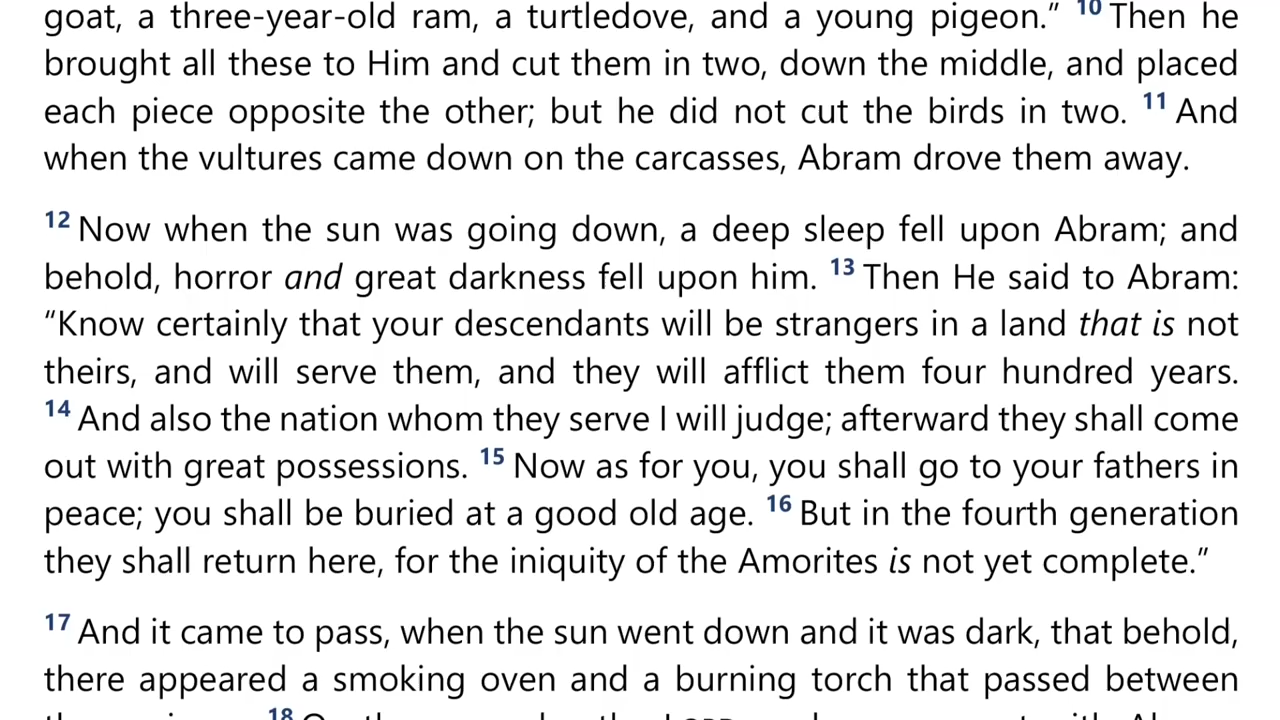 goat, a three-year-old ram, a turtledove, and a young pigeon.” 10 Then he
brought all these to Him and cut them in two, down the middle, and placed
each piece opposite the other; but he did not cut the birds in two. 11 And
when the vultures came down on the carcasses, Abram drove them away.
12 Now when the sun was going down, a deep sleep fell upon Abram; and
behold, horror and great darkness fell upon him. 13 Then He said to Abram:
“Know certainly that your descendants will be strangers in a land that is not
theirs, and will serve them, and they will afflict them four hundred years.
14 And also the nation whom they serve I will judge; afterward they shall come
out with great possessions. 15 Now as for you, you shall go to your fathers in
peace; you shall be buried at a good old age. 16 But in the fourth generation
they shall return here, for the iniquity of the Amorites is not yet complete.”
17 And it came to pass, when the sun went down and it was dark, that behold,
there appeared a smoking oven and a burning torch that passed between
18